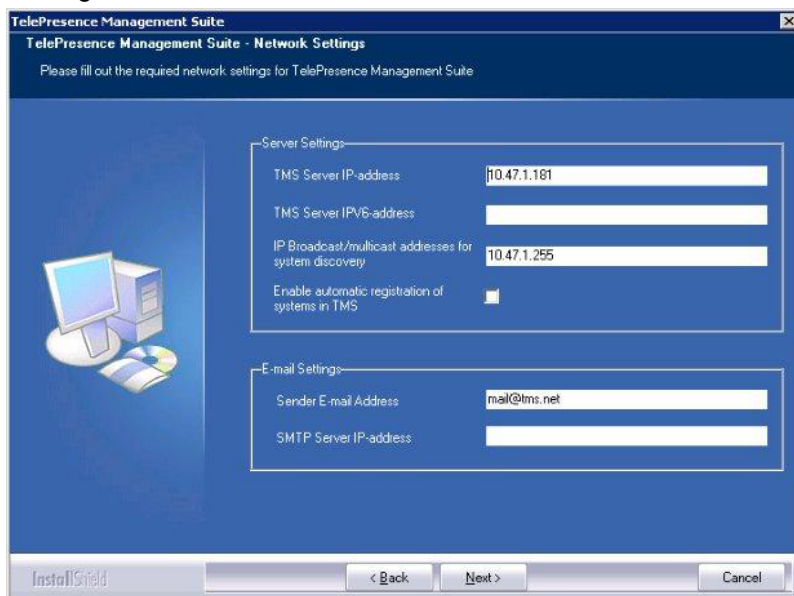 TelePresence Management Suite
TelePresence Management Suite - Network Settings
Please fill out the required network settings for TelePresence Management Suite
Server Settings
TMS Server IP-address
10.47.1.181
TMS Server IPV6-address
IP Broadcast/multicast addresses for
system discovery
10.47.1.255
Enable automatic registration of
systems in TMS
E-mail Settings
Sender E-mail Address
mail@tms.net
SMTP Server IP-address
InstallShield
< Back
Next >
Cancel